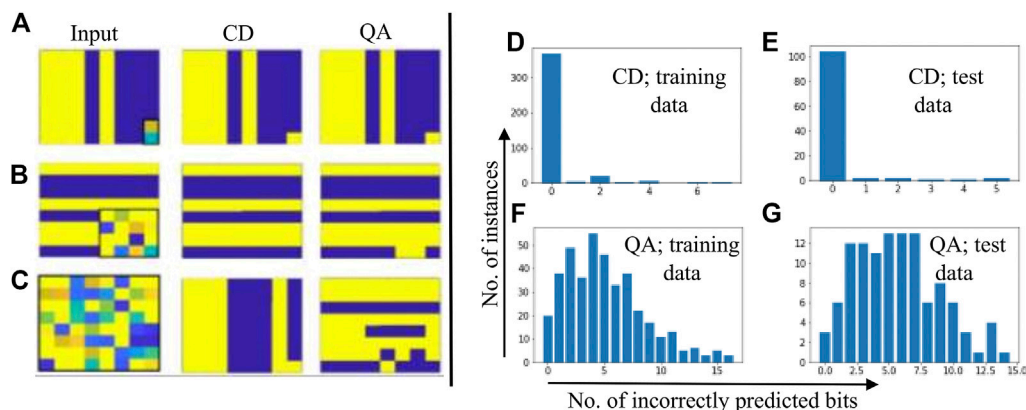 A
Input
CD
QA
B
C
D
CD; training
data
300
200
100
0
0
2
4
6
E
CD; test
data
100
80
60
40
20
0
0
1
2
3
4
5
F
QA; training
data
50
40
30
20
10
0
0
5
10
15
G
QA; test
data
12
10
8
6
4
2
0
0.0
2.5
5.0
7.5
10.0
12.5
15.0
No. of instances
No. of incorrectly predicted bits